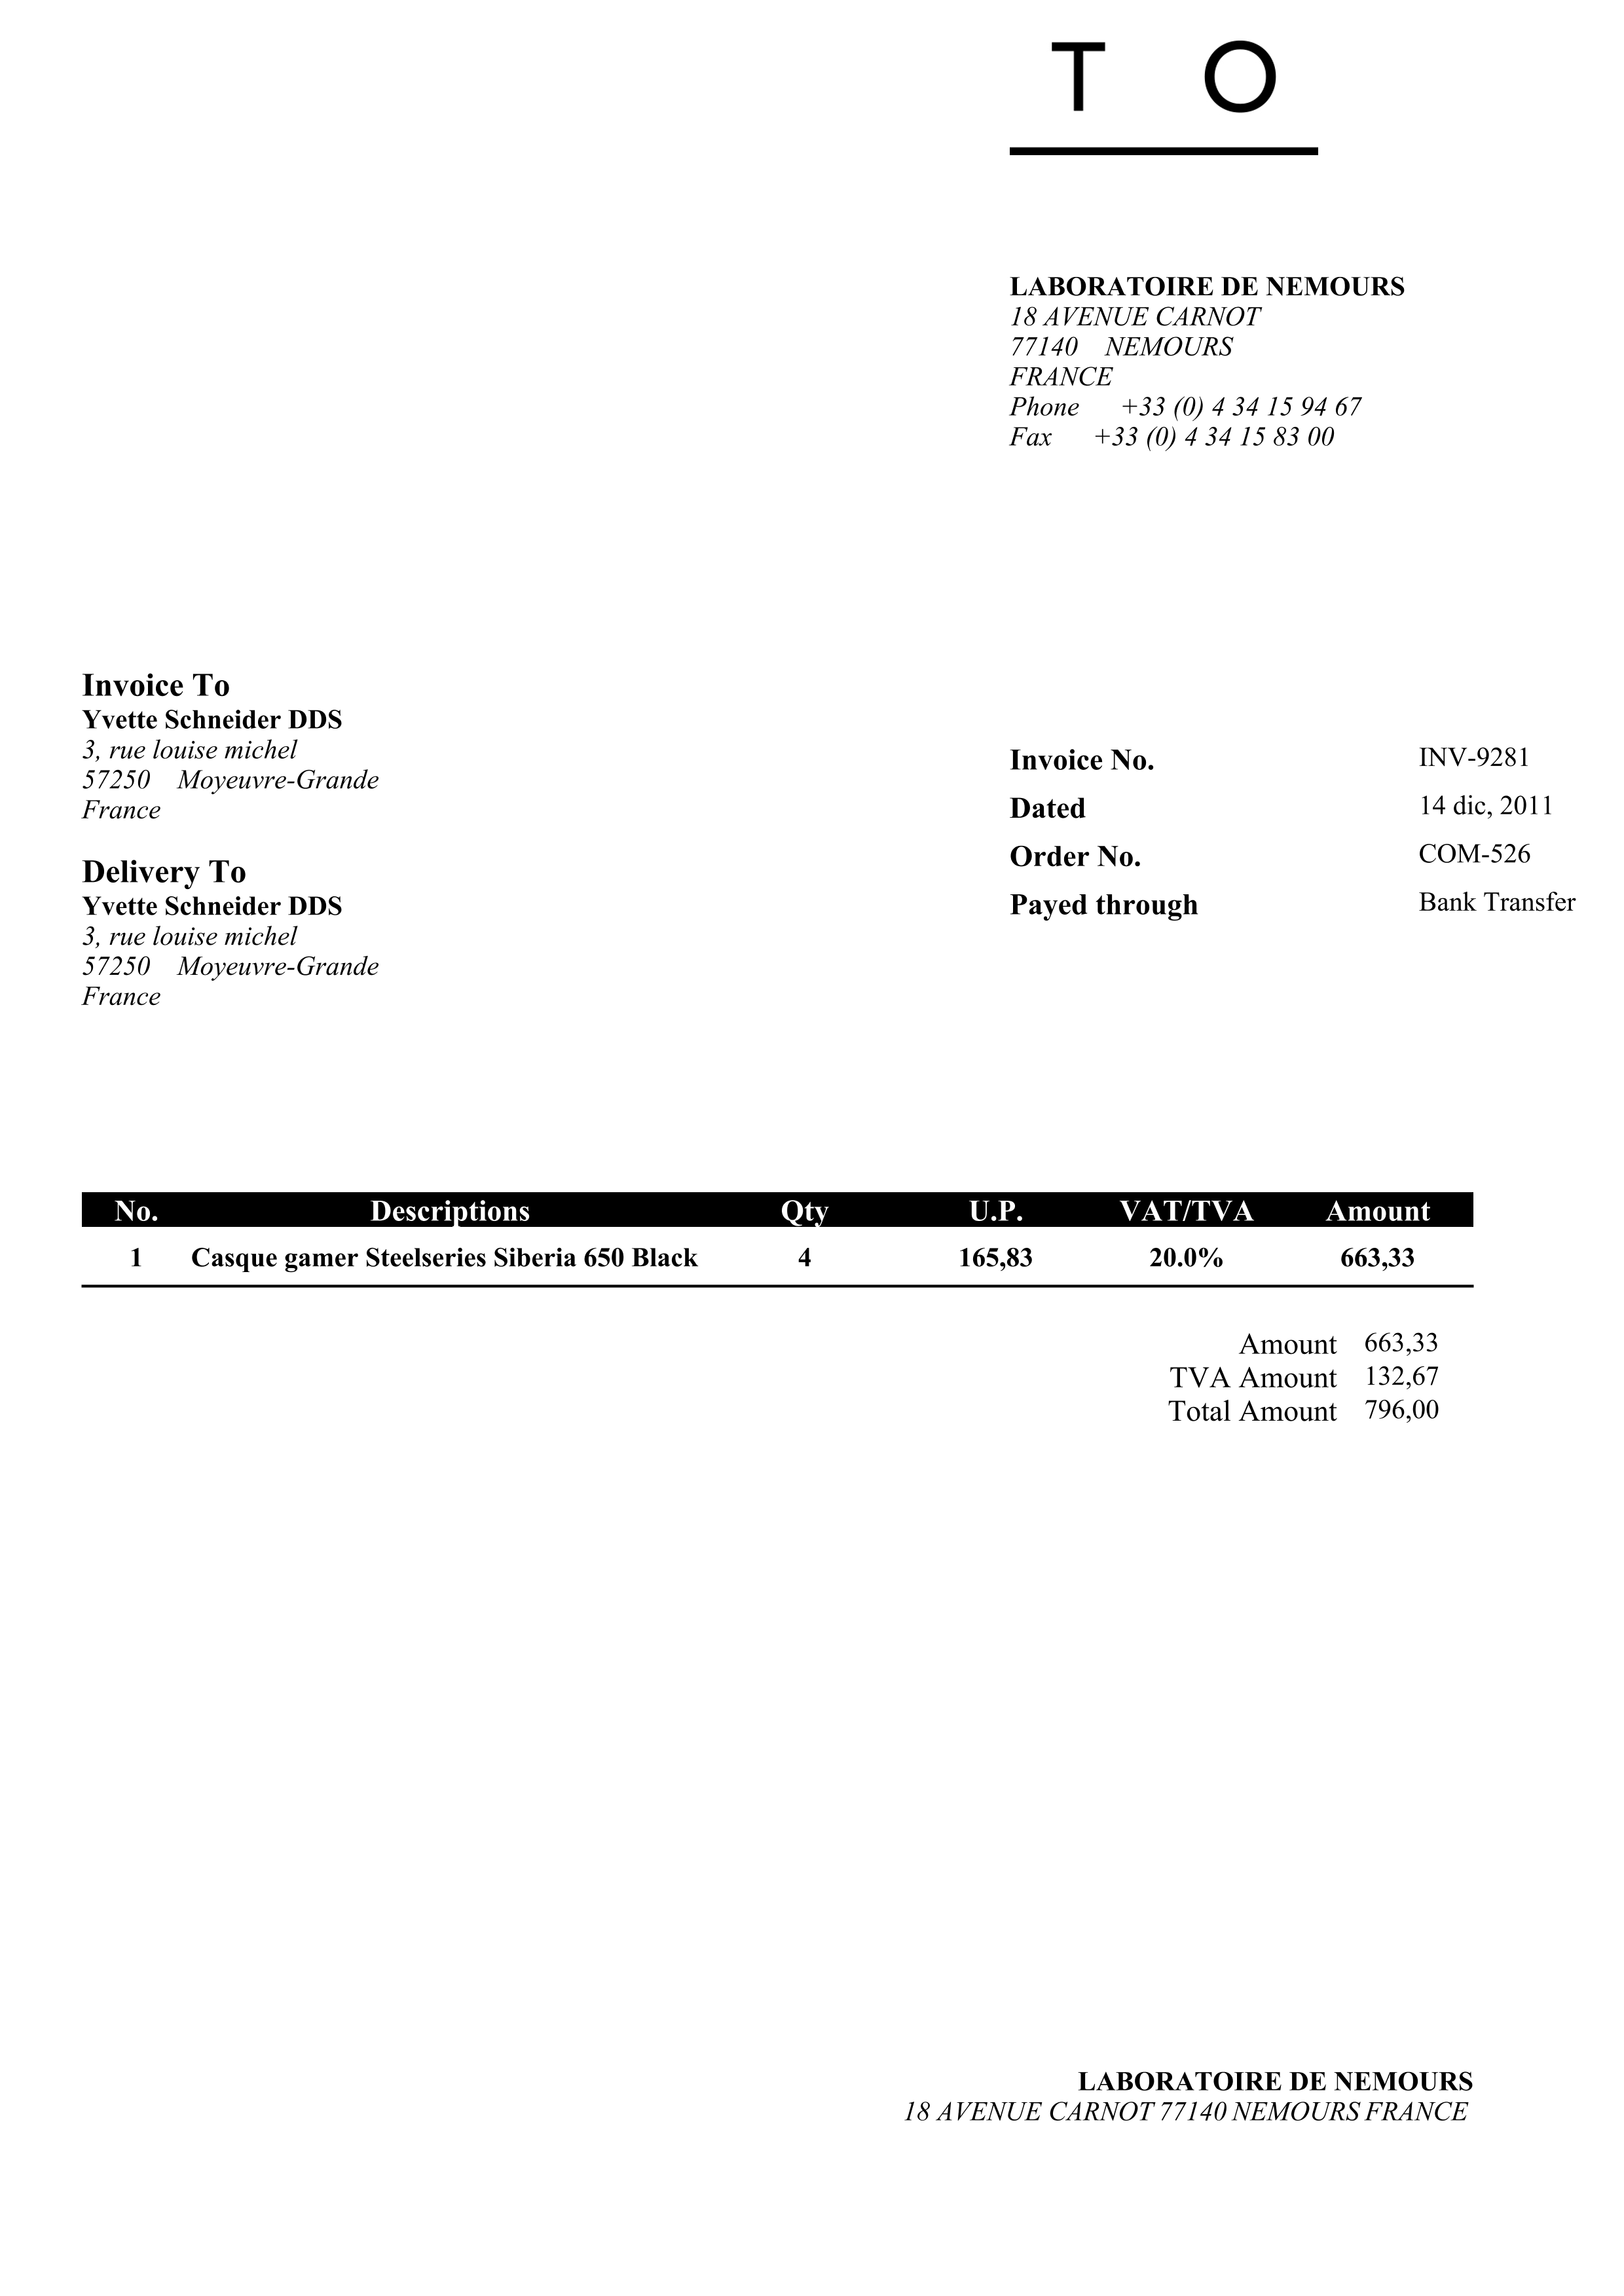 T O
LABORATOIRE DE NEMOURS
18 AVENUE CARNOT
77140 NEMOURS
FRANCE
Phone +33 (0) 4 34 15 94 67
Fax +33 (0) 4 34 15 83 00
Invoice To
Yvette Schneider DDS
3, rue louise michel
57250 Moyeuvre-Grande
France
Delivery To
Yvette Schneider DDS
3, rue louise michel
57250 Moyeuvre-Grande
France
Invoice No. INV-9281
Dated 14 dic, 2011
Order No. COM-526
Payed through Bank Transfer
No. Descriptions Qty U.P. VAT/TVA Amount
1 Casque gamer Steelseries Siberia 650 Black 4 165,83 20.0% 663,33
Amount 663,33
TVA Amount 132,67
Total Amount 796,00
LABORATOIRE DE NEMOURS
18 AVENUE CARNOT 77140 NEMOURS FRANCE